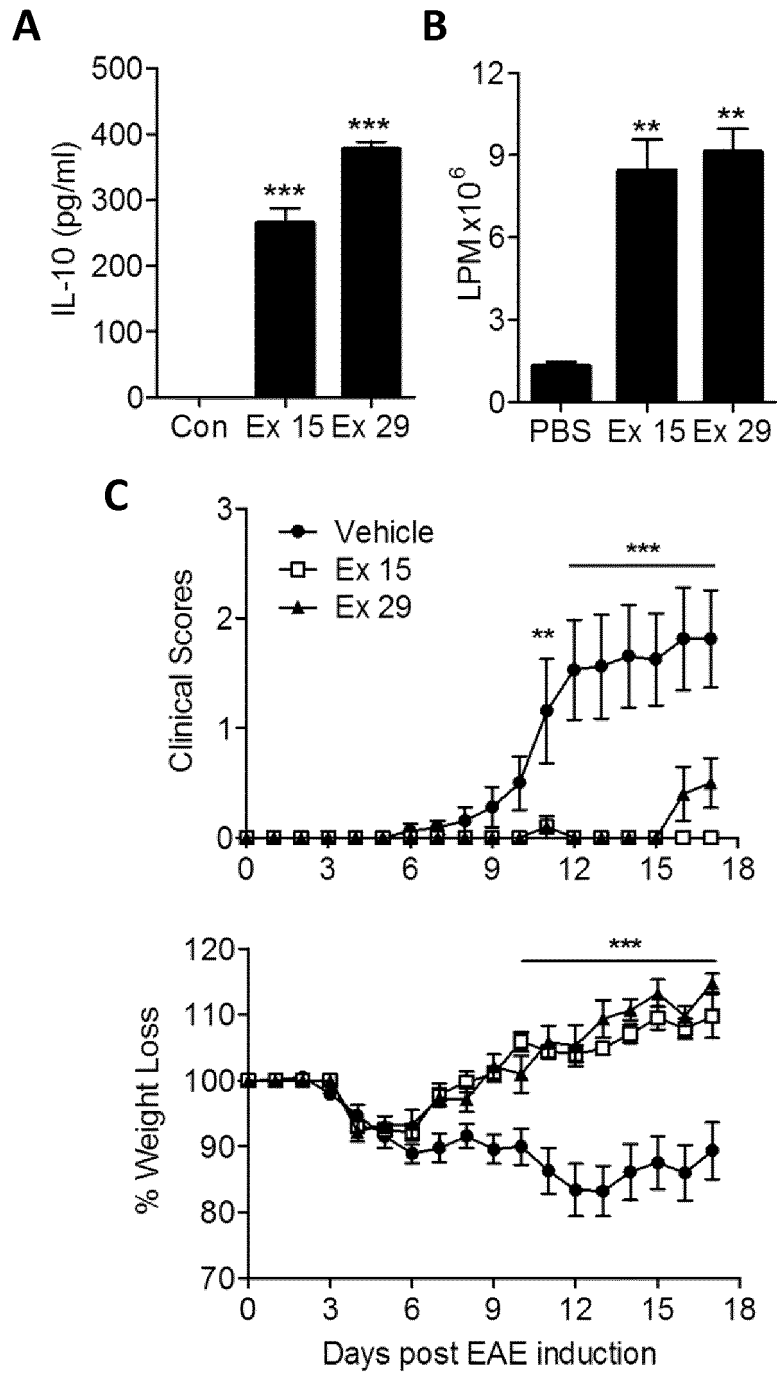 A
B
500
400
300
200
100
0
IL-10 (pg/ml)
***
***
Con Ex 15 Ex 29
12
9
6
3
0
LPM x10⁶
**
**
PBS Ex 15 Ex 29
C
3
2
1
0
Clinical Scores
Vehicle
Ex 15
Ex 29
**
***
0 3 6 9 12 15 18
120
110
100
90
80
70
% Weight Loss
***
0 3 6 9 12 15 18
Days post EAE induction